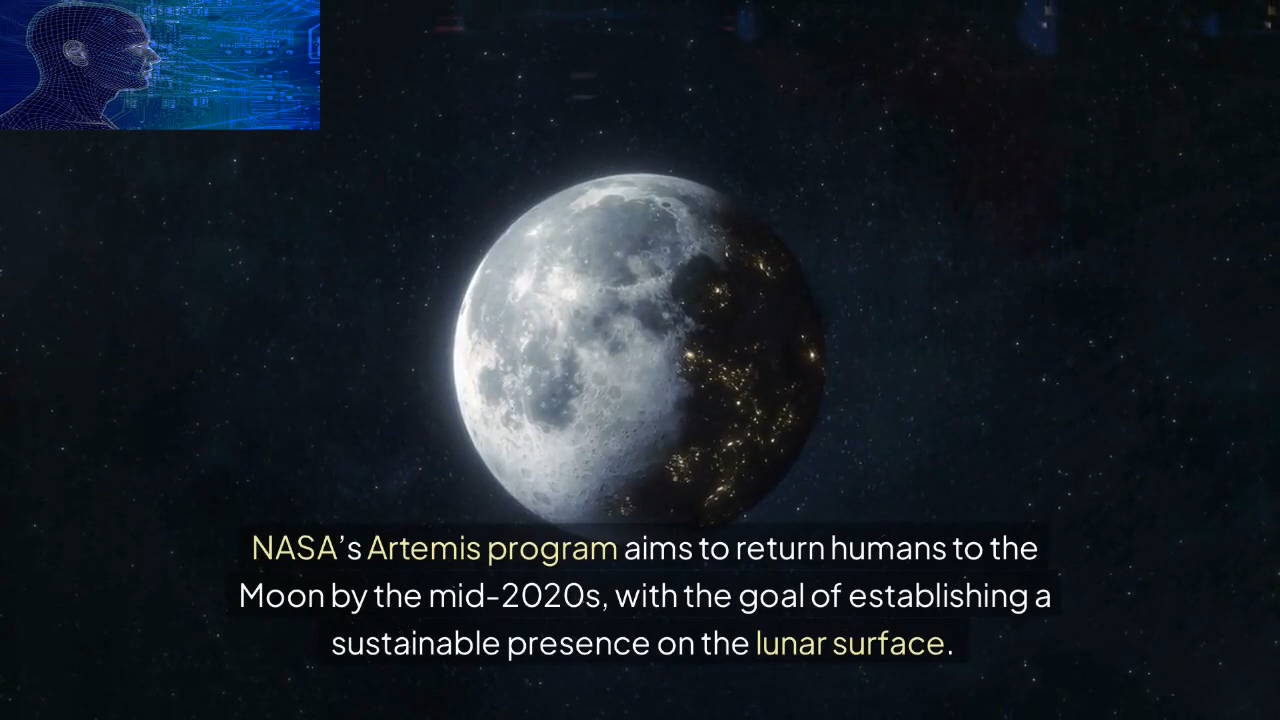 NASA’s Artemis program aims to return humans to the
Moon by the mid-2020s, with the goal of establishing a
sustainable presence on the lunar surface.